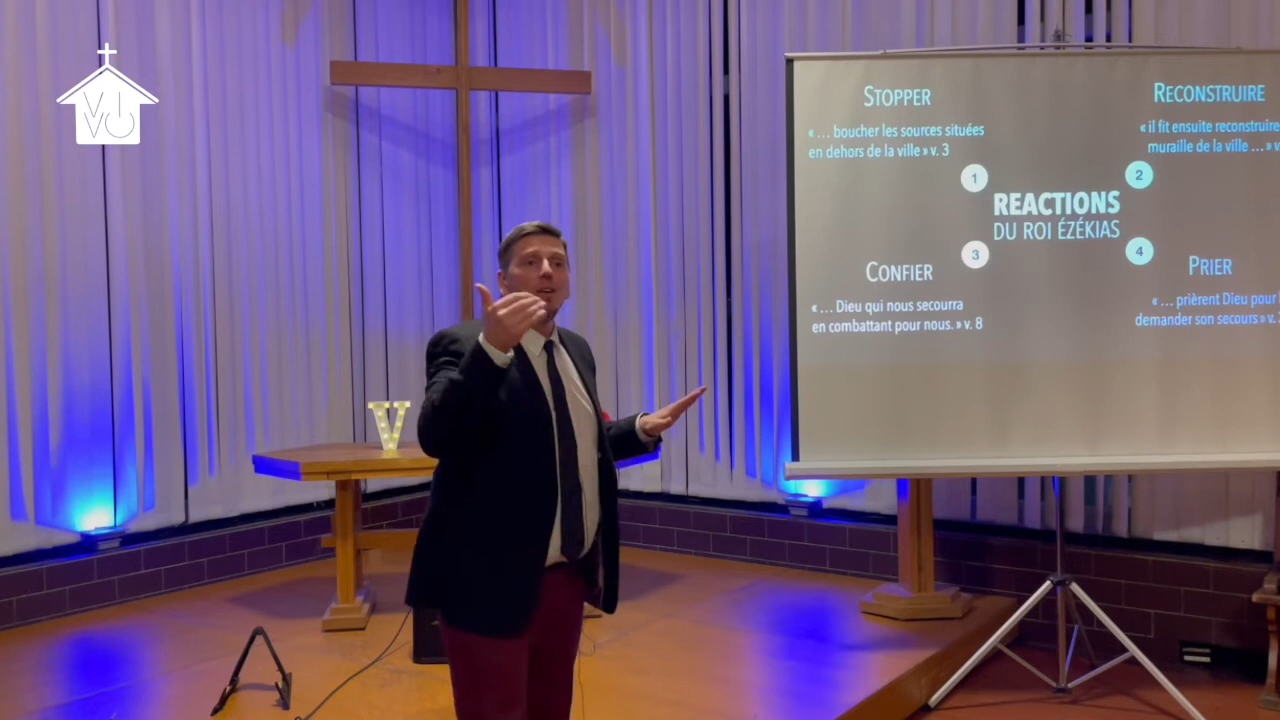 VI
VO
V
STOPPER
« … boucher les sources situées
en dehors de la ville » v. 3
RECONSTRUIRE
« il fit ensuite reconstruire
muraille de la ville … » v
1
2
REACTIONS
DU ROI ÉZÉKIAS
3
4
CONFIER
« … Dieu qui nous secourra
en combattant pour nous. » v. 8
PRIER
« … prièrent Dieu pour
demander son secours » v.